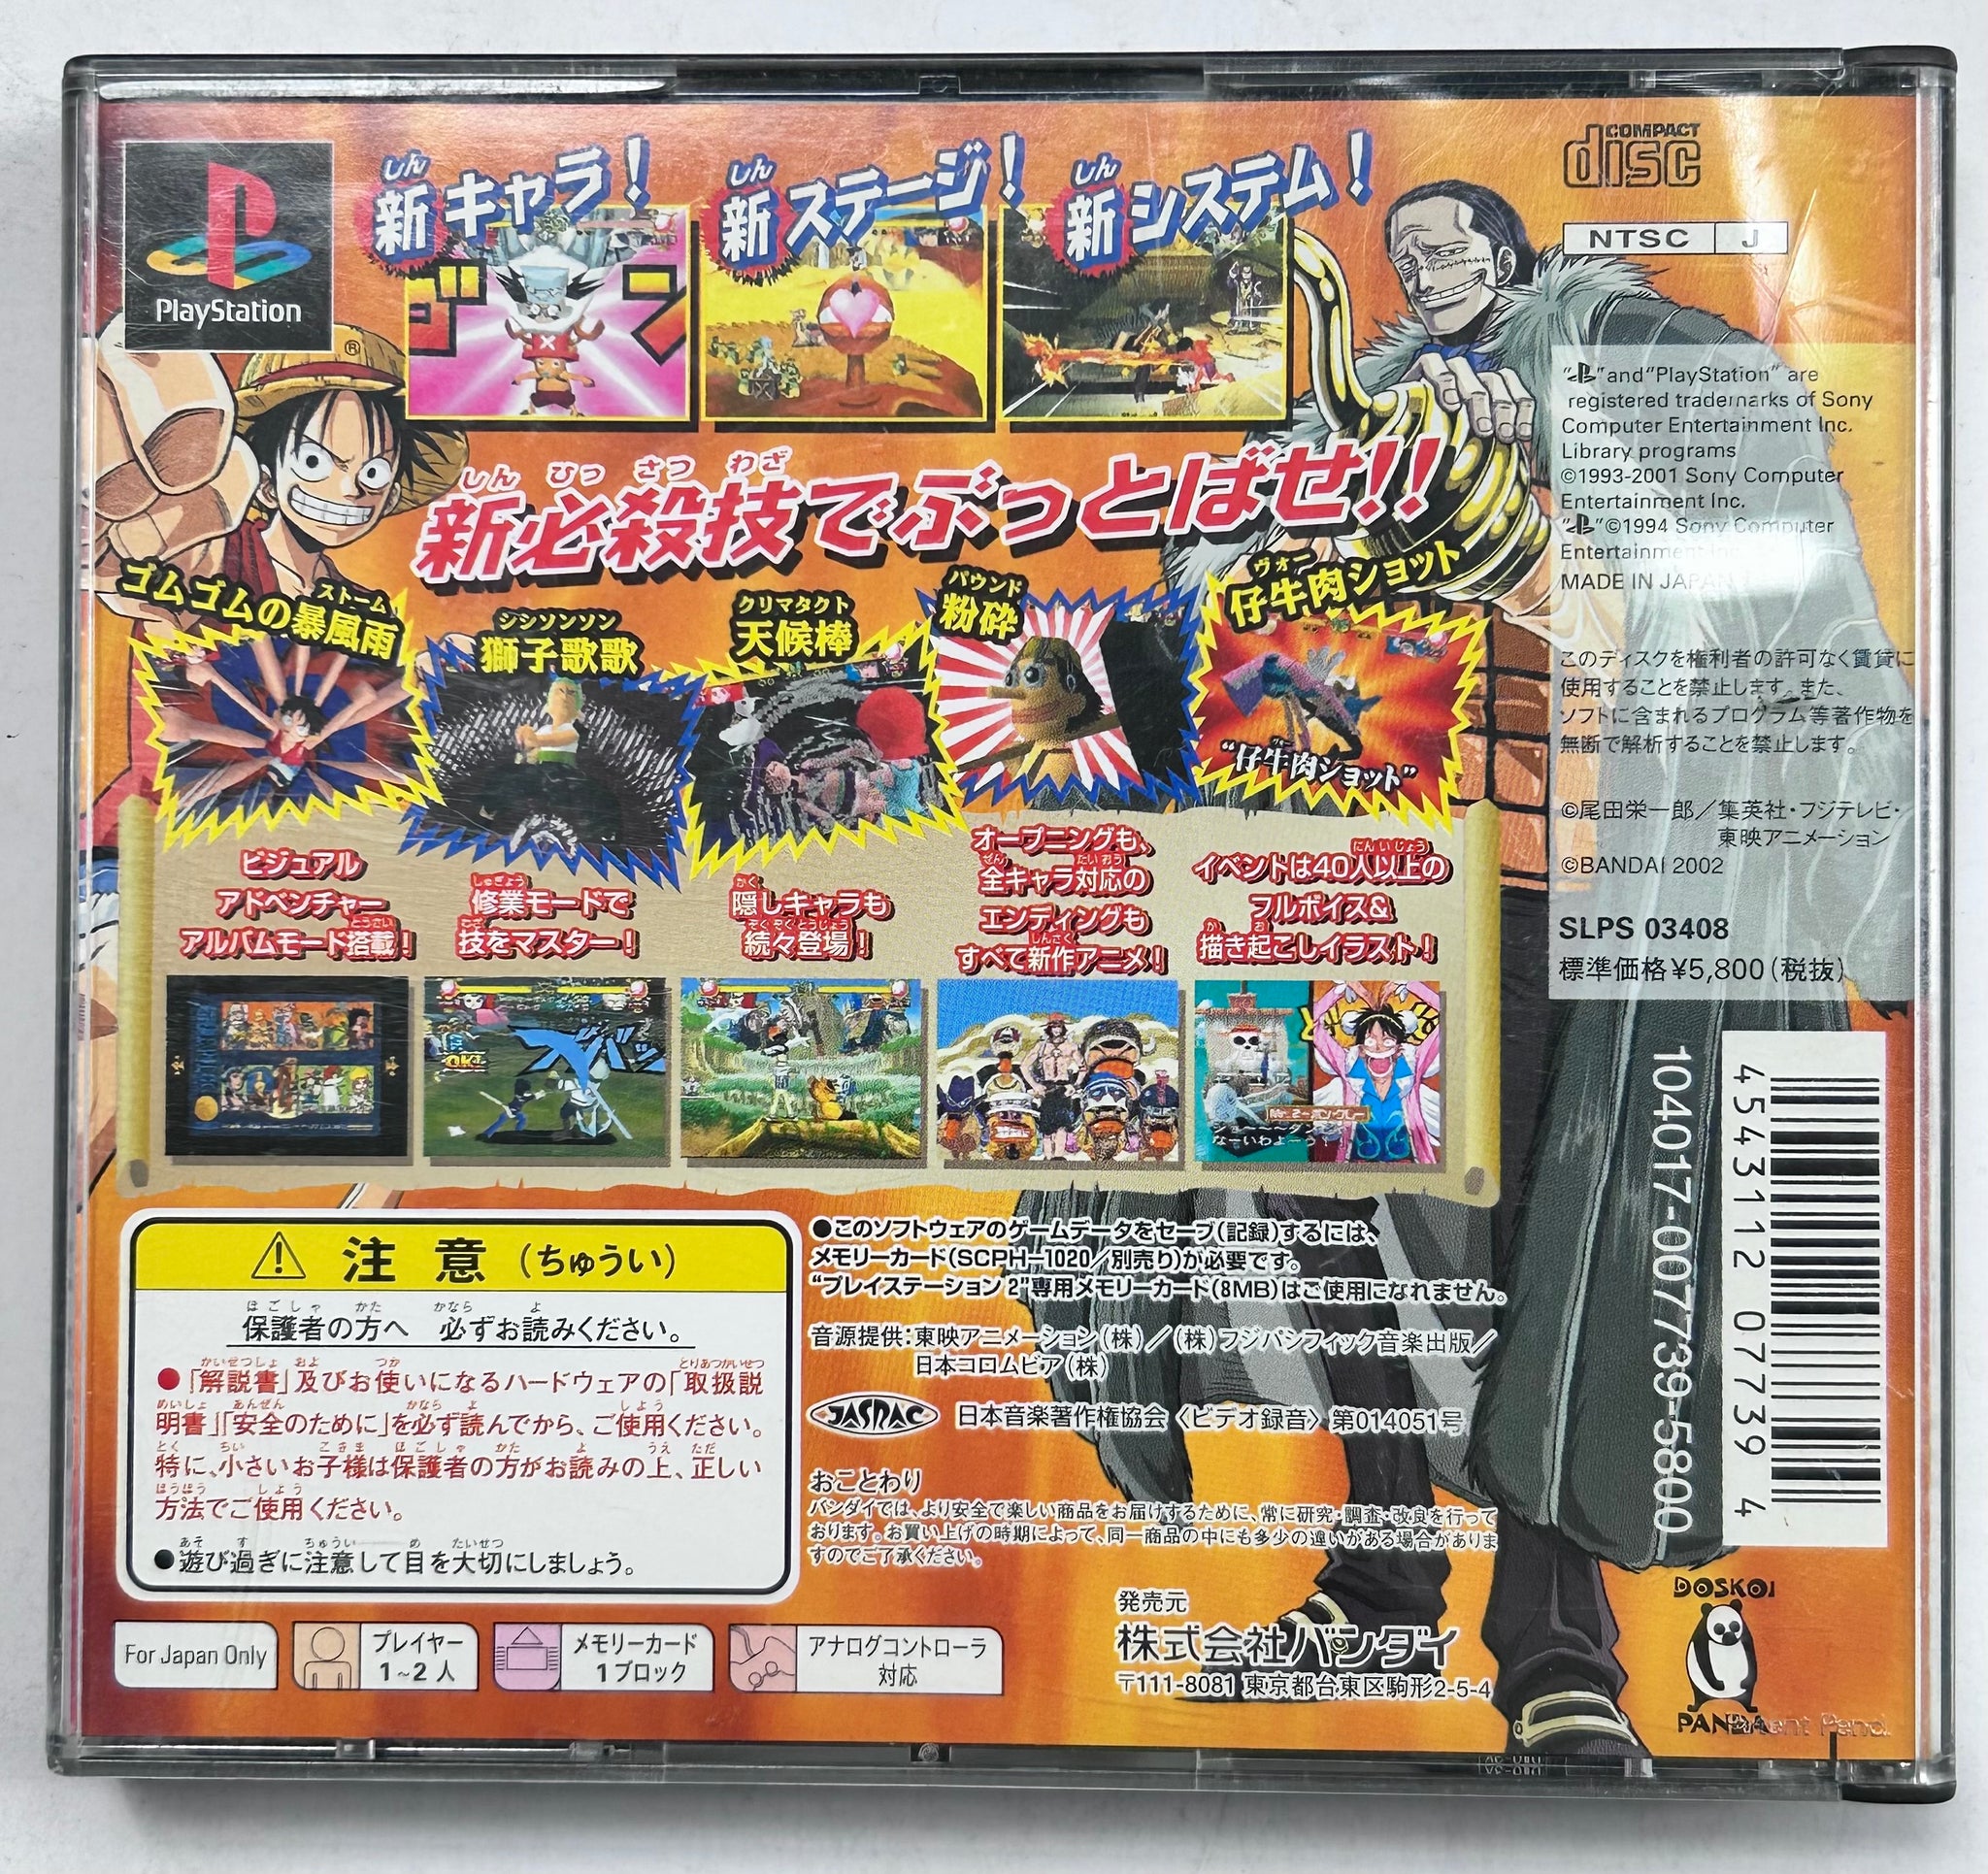 PlayStation
新キャラ！
新ステージ！
新システム！
ゴ ン
COMPACT
disc
NTSC J
新必殺技でぶっとばせ!!
ゴムゴムの暴風雨
獅子歌歌
天候棒
粉砕
仔牛肉ショット
“仔牛肉ショット”
ビジュアル
アドベンチャー
アルバムモード搭載！
修業モードで
技をマスター！
隠しキャラも
続々登場！
オープニングも、
全キャラ対応の
エンディングも
すべて新作アニメ！
イベントは40人以上の
フルボイス＆
描き起こしイラスト！
ズバッ
OK!
Mr.2・ボン・クレー
なーいわよーう！
"PS"and"PlayStation" are
registered trademarks of Sony
Computer Entertainment Inc.
Library programs
©1993-2001 Sony Computer
Entertainment Inc.
"PS"©1994 Sony Computer
Entertainment Inc.
MADE IN JAPAN
このディスクを権利者の許可なく賃貸に
使用することを禁止します。また、
ソフトに含まれるプログラム等著作物を
無断で解析することを禁止します。
©尾田栄一郎／集英社・フジテレビ・
東映アニメーション
©BANDAI 2002
SLPS 03408
標準価格￥5,800（税抜）
104017-007739-5800
4543112077394
⚠ 注意（ちゅうい）
保護者の方へ 必ずお読みください。
●「解説書」及びお使いになるハードウェアの「取扱説
明書」「安全のために」を必ず読んでから、ご使用ください。
特に、小さいお子様は保護者の方がお読みの上、正しい
方法でご使用ください。
●遊び過ぎに注意して目を大切にしましょう。
●このソフトウェアのゲームデータをセーブ（記録）するには、
メモリーカード（SCPH-1020／別売り）が必要です。
“プレイステーション 2”専用メモリーカード（8MB）はご使用になれません。
音源提供：東映アニメーション（株）／（株）フジパシフィック音楽出版／
日本コロムビア（株）
JASRAC 日本音楽著作権協会〈ビデオ録音〉第014051号
おことわり
バンダイでは、より安全で楽しい商品をお届けするために、常に研究・調査・改良を行って
おります。お買い上げの時期によって、同一商品の中にも多少の違いがある場合がありま
すのでご了承ください。
発売元
株式会社バンダイ
〒111-8081 東京都台東区駒形2-5-4
For Japan Only
プレイヤー
1～2 人
メモリーカード
1ブロック
アナログコントローラ
対応
DOSKOI
PANDA
Patent Pend.